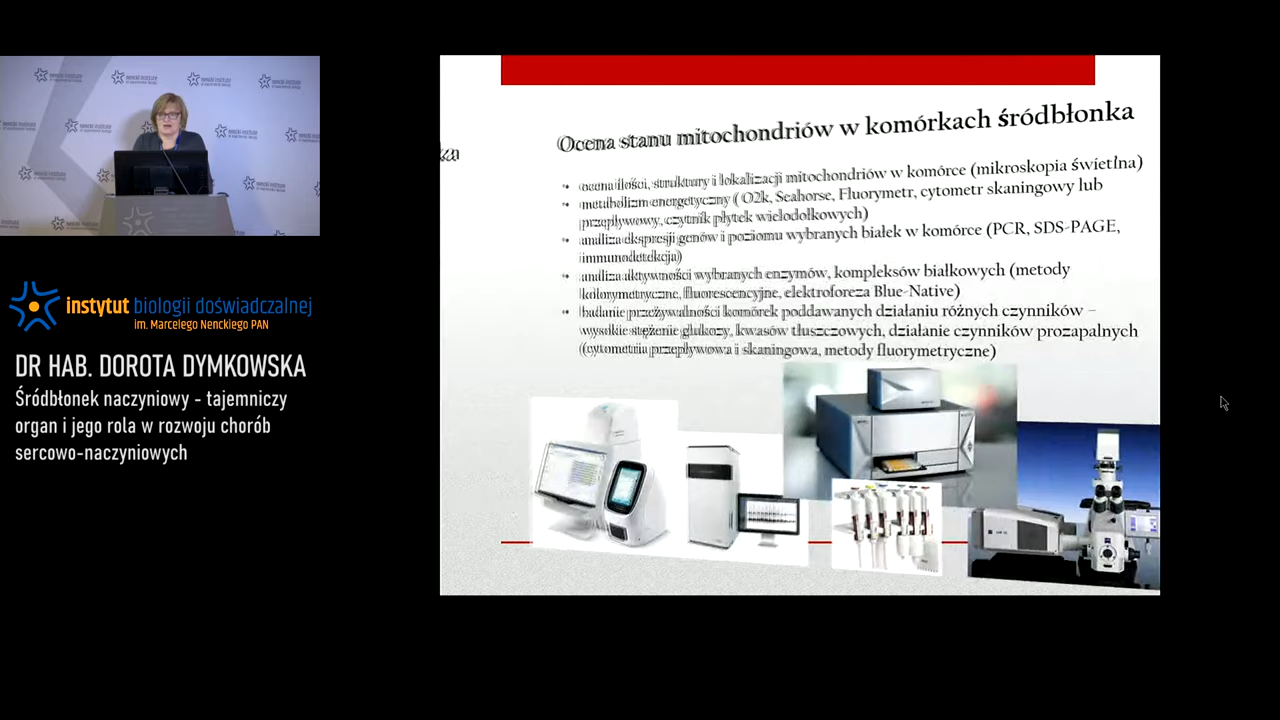 nencki institute
instytut biologii doświadczalnej
im. Marcelego Nenckiego PAN
DR HAB. DOROTA DYMKOWSKA
Śródbłonek naczyniowy - tajemniczy
organ i jego rola w rozwoju chorób
sercowo-naczyniowych
ka
Ocena stanu mitochondriów w komórkach śródbłonka
• ocena ilości, struktury i lokalizacji mitochondriów w komórce (mikroskopia świetlna)
• metabolizm energetyczny ( O2k, Seahorse, Fluorymetr, cytometr skaningowy lub
przepływowy, czytnik płytek wielodołkowych)
• analiza ekspresji genów i poziomu wybranych białek w komórce (PCR, SDS-PAGE,
immunodetekcja)
• analiza aktywności wybranych enzymów, kompleksów białkowych (metody
kolorymetryczne, fluorescencyjne, elektroforeza Blue-Native)
• badanie przeżywalności komórek poddawanych działaniu różnych czynników –
wysokie stężenie glukozy, kwasów tłuszczowych, działanie czynników prozapalnych
(cytometria przepływowa i skaningowa, metody fluorymetryczne)